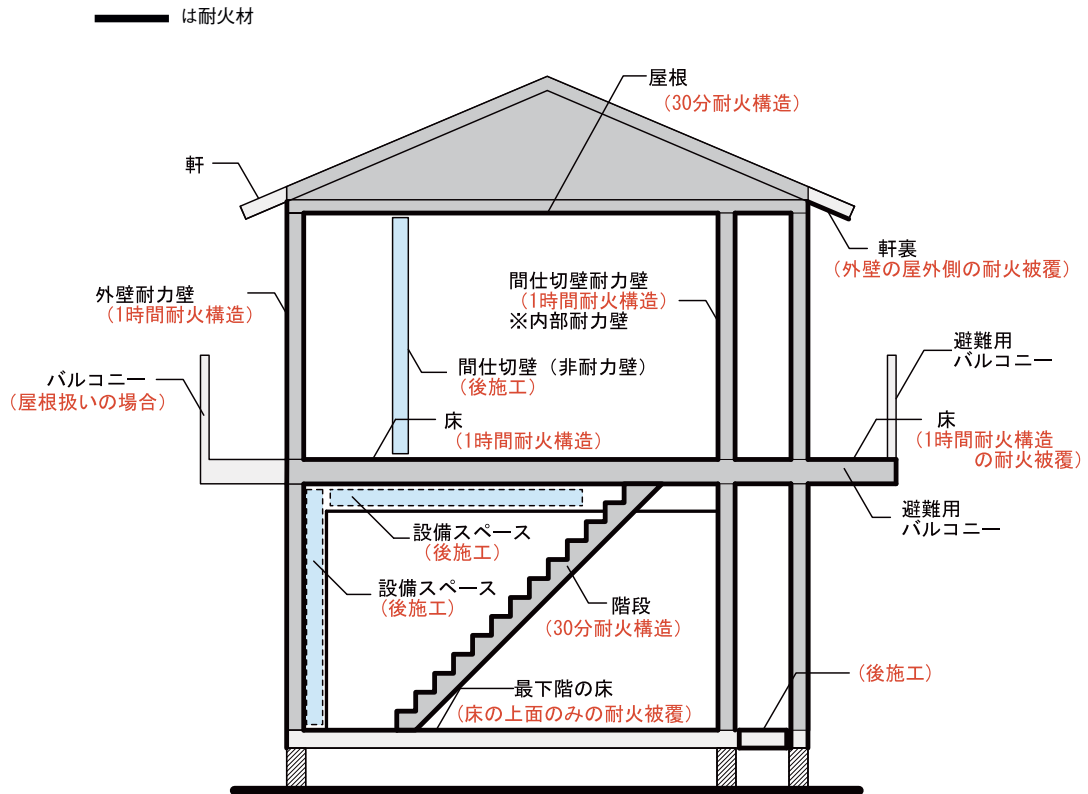 は耐火材
屋根
(30分耐火構造)
軒
軒裏
(外壁の屋外側の耐火被覆)
外壁耐力壁
(1時間耐火構造)
間仕切壁耐力壁
(1時間耐火構造)
※内部耐力壁
避難用
バルコニー
間仕切壁(非耐力壁)
(後施工)
バルコニー
(屋根扱いの場合)
床
(1時間耐火構造)
床
(1時間耐火構造
の耐火被覆)
避難用
バルコニー
設備スペース
(後施工)
設備スペース
(後施工)
階段
(30分耐火構造)
(後施工)
最下階の床
(床の上面のみの耐火被覆)